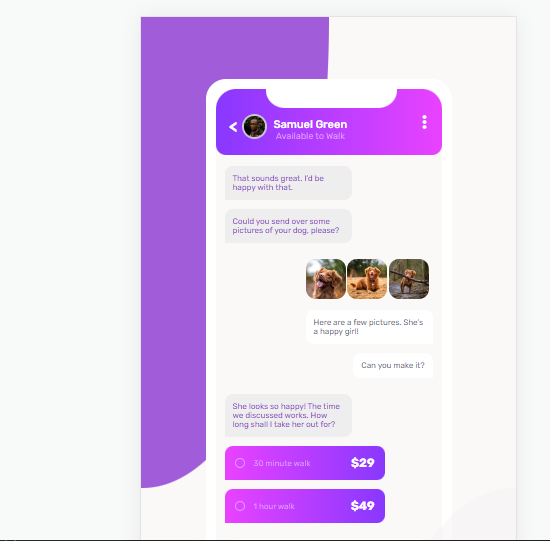 <
Samuel Green
Available to Walk
That sounds great. I'd be
happy with that.
Could you send over some
pictures of your dog, please?
Here are a few pictures. She's
a happy girl!
Can you make it?
She looks so happy! The time
we discussed works. How
long shall I take her out for?
30 minute walk $29
1 hour walk $49